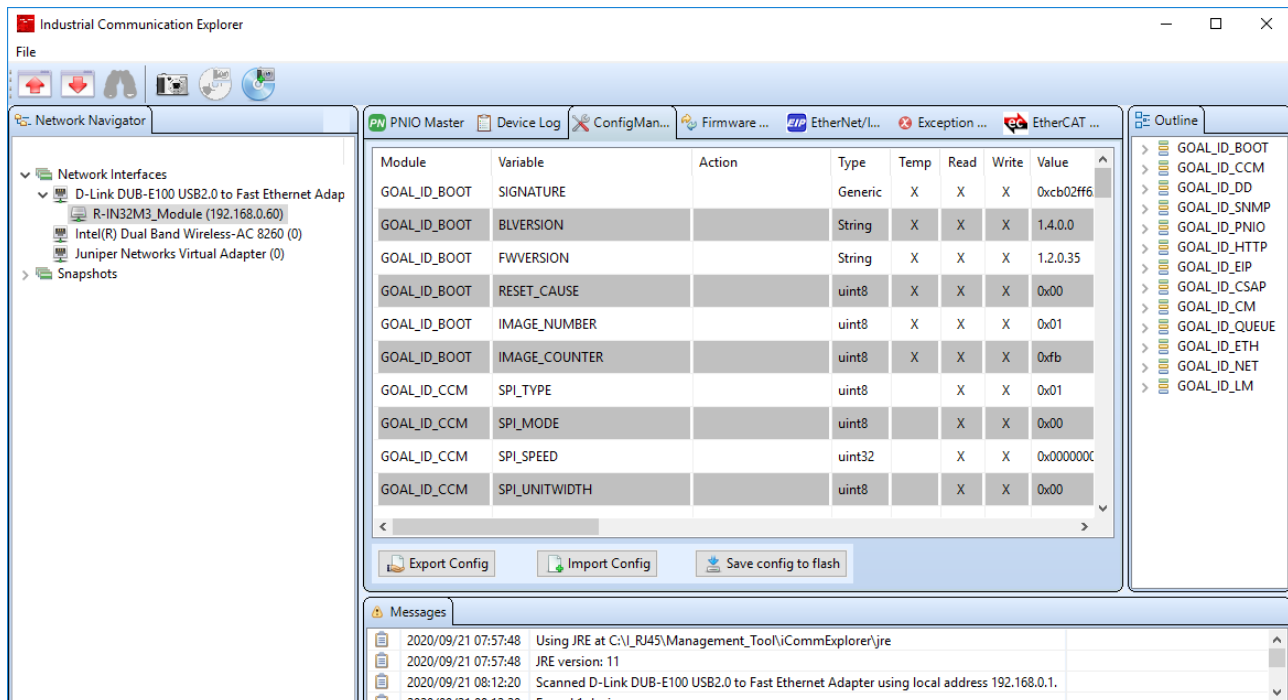 Industrial Communication Explorer
File
Network Navigator
Network Interfaces
D-Link DUB-E100 USB2.0 to Fast Ethernet Adap
R-IN32M3_Module (192.168.0.60)
Intel(R) Dual Band Wireless-AC 8260 (0)
Juniper Networks Virtual Adapter (0)
Snapshots
PN PNIO Master Device Log ConfigMan... Firmware ... EIP EtherNet/I... Exception ... ec EtherCAT ...
Module Variable Action Type Temp Read Write Value
GOAL_ID_BOOT SIGNATURE Generic X X X 0xcb02ff6
GOAL_ID_BOOT BLVERSION String X X X 1.4.0.0
GOAL_ID_BOOT FWVERSION String X X X 1.2.0.35
GOAL_ID_BOOT RESET_CAUSE uint8 X X X 0x00
GOAL_ID_BOOT IMAGE_NUMBER uint8 X X X 0x01
GOAL_ID_BOOT IMAGE_COUNTER uint8 X X X 0xfb
GOAL_ID_CCM SPI_TYPE uint8 X X 0x01
GOAL_ID_CCM SPI_MODE uint8 X X 0x00
GOAL_ID_CCM SPI_SPEED uint32 X X 0x0000000
GOAL_ID_CCM SPI_UNITWIDTH uint8 X X 0x00
Export Config Import Config Save config to flash
Outline
GOAL_ID_BOOT
GOAL_ID_CCM
GOAL_ID_DD
GOAL_ID_SNMP
GOAL_ID_PNIO
GOAL_ID_HTTP
GOAL_ID_EIP
GOAL_ID_CSAP
GOAL_ID_CM
GOAL_ID_QUEUE
GOAL_ID_ETH
GOAL_ID_NET
GOAL_ID_LM
Messages
2020/09/21 07:57:48 Using JRE at C:\I_RJ45\Management_Tool\iCommExplorer\jre
2020/09/21 07:57:48 JRE version: 11
2020/09/21 08:12:20 Scanned D-Link DUB-E100 USB2.0 to Fast Ethernet Adapter using local address 192.168.0.1.